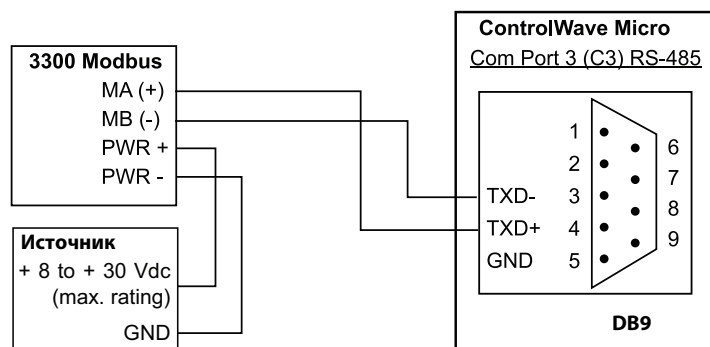 3300 Modbus
MA (+)
MB (-)
PWR +
PWR -
Источник
+ 8 to + 30 Vdc
(max. rating)
GND
ControlWave Micro
Com Port 3 (C3) RS-485
1
6
2
7
TXD- 3
8
TXD+ 4
9
GND 5
DB9